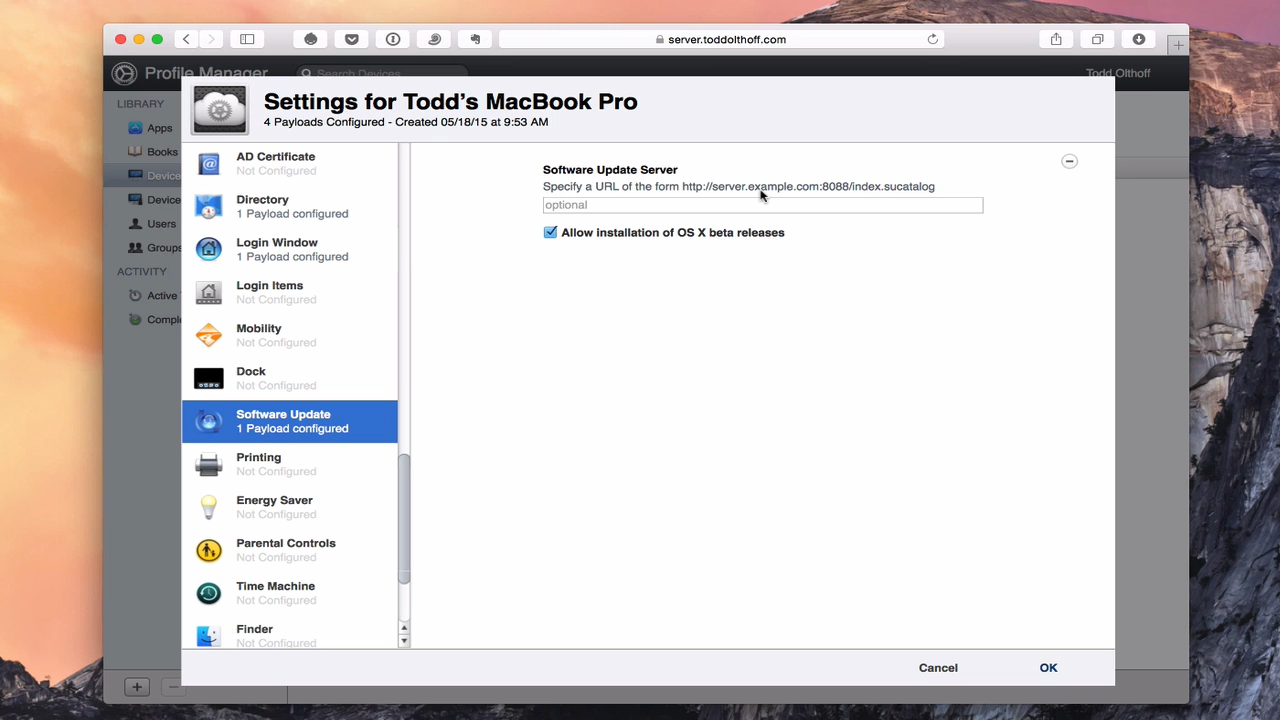 server.toddolthoff.com
Profile Manager
Search Devices
Todd Olthoff
LIBRARY
Apps
Books
Device
Device
Users
Groups
ACTIVITY
Active
Comple
Settings for Todd's MacBook Pro
4 Payloads Configured - Created 05/18/15 at 9:53 AM
AD Certificate
Not Configured
Directory
1 Payload configured
Login Window
1 Payload configured
Login Items
Not Configured
Mobility
Not Configured
Dock
Not Configured
Software Update
1 Payload configured
Printing
Not Configured
Energy Saver
Not Configured
Parental Controls
Not Configured
Time Machine
Not Configured
Finder
Not Configured
Software Update Server
Specify a URL of the form http://server.example.com:8088/index.sucatalog
optional
Allow installation of OS X beta releases
Cancel
OK